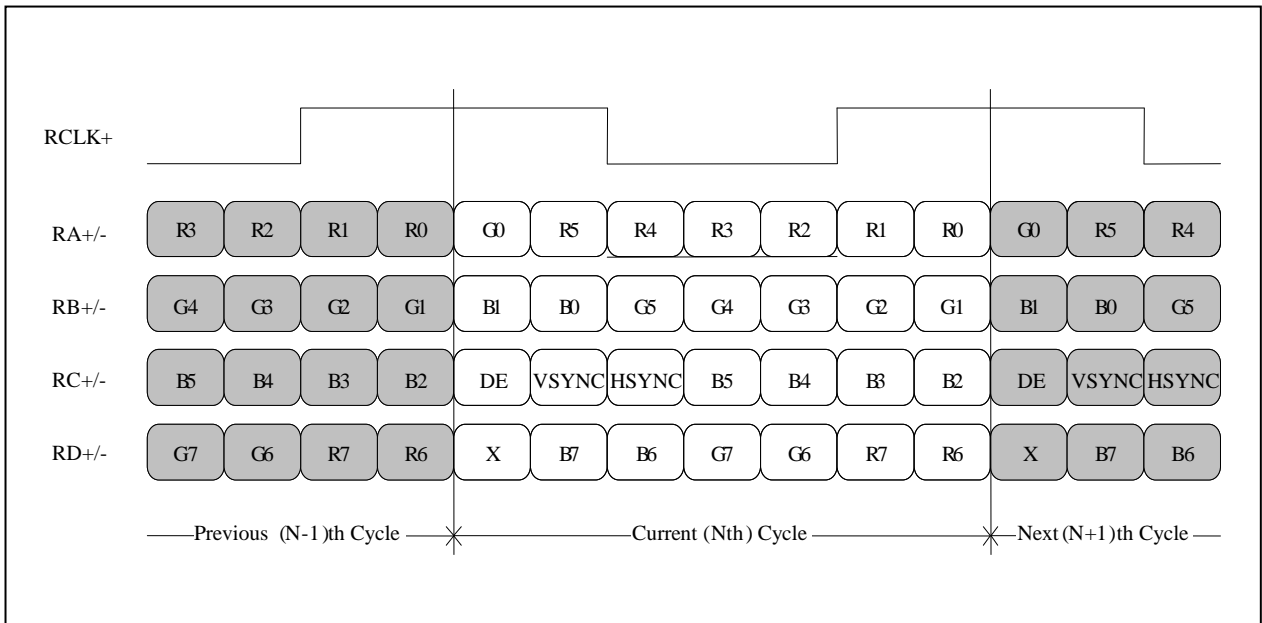 RCLK+
RA+/- R3 R2 R1 R0 G0 R5 R4 R3 R2 R1 R0 G0 R5 R4
RB+/- G4 G3 G2 G1 B1 B0 G5 G4 G3 G2 G1 B1 B0 G5
RC+/- B5 B4 B3 B2 DE VSYNC HSYNC B5 B4 B3 B2 DE VSYNC HSYNC
RD+/- G7 G6 R7 R6 X B7 B6 G7 G6 R7 R6 X B7 B6
Previous (N-1)th Cycle Current (Nth) Cycle Next (N+1)th Cycle